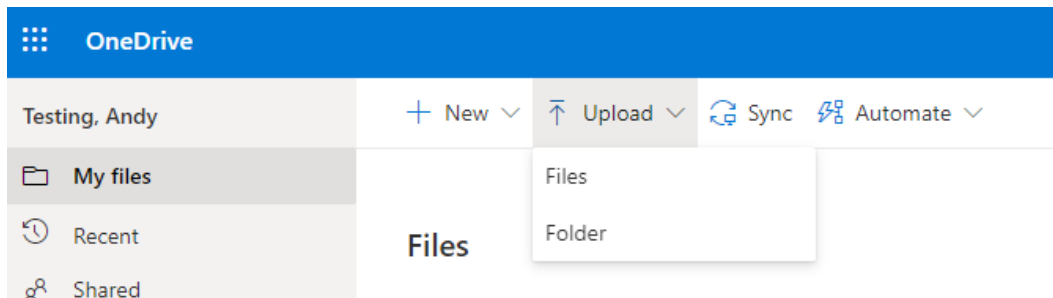 OneDrive
Testing, Andy
New Upload Sync Automate
My files
Files
Recent
Folder
Files
Shared